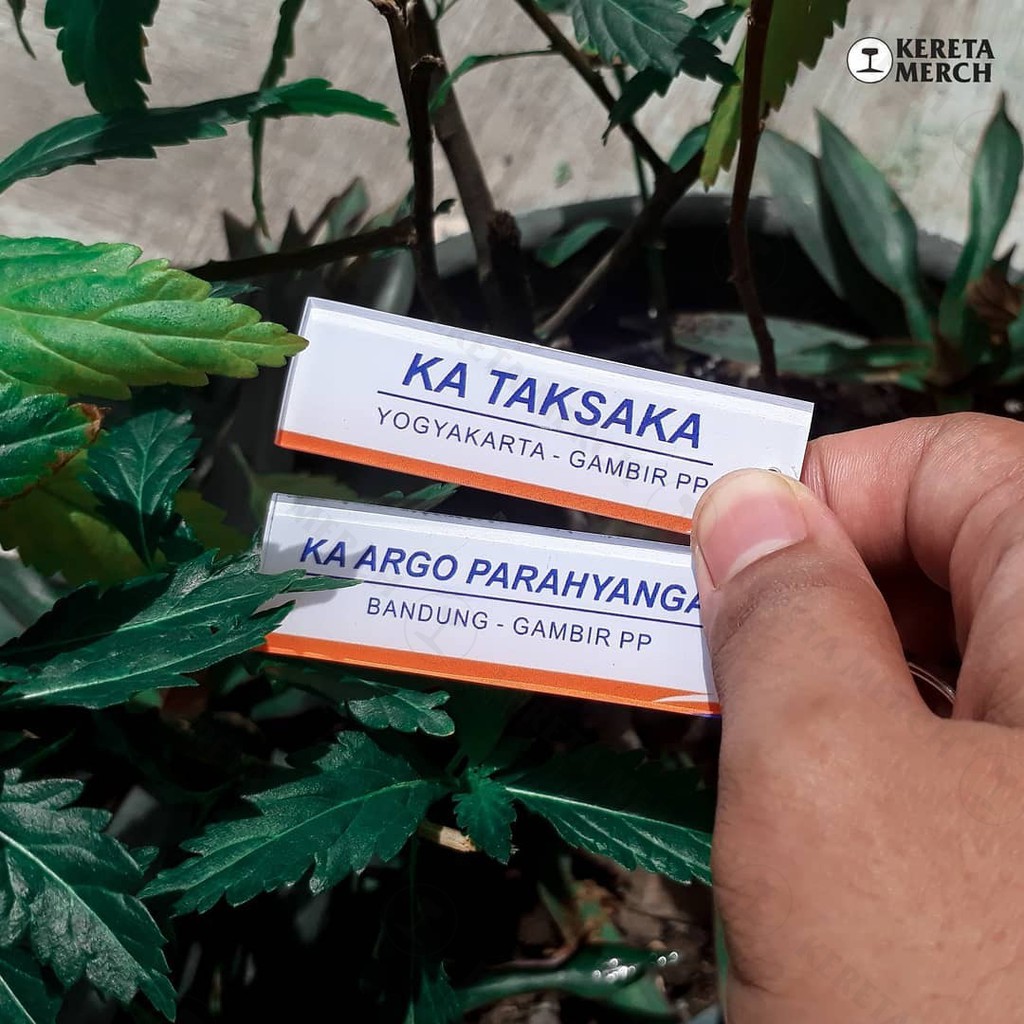 KERETA
MERCH
KA TAKSAKA
YOGYAKARTA - GAMBIR PP
KA ARGO PARAHYANGA
BANDUNG - GAMBIR PP